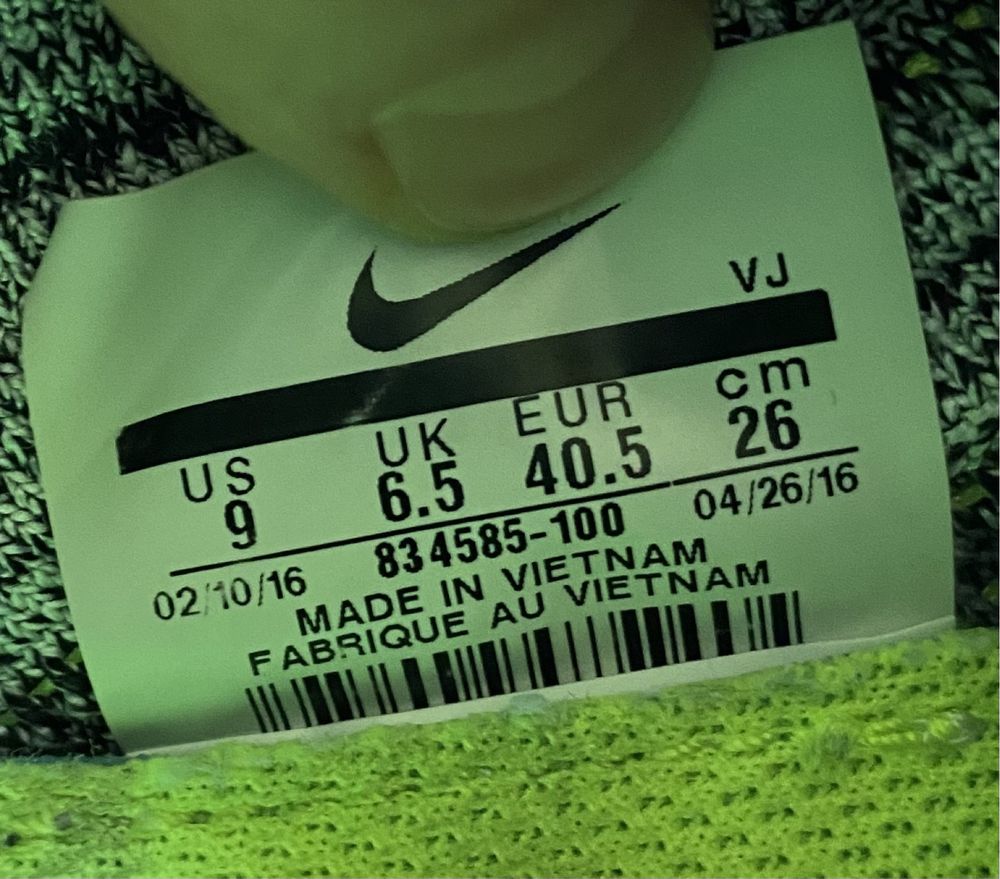 VJ
US UK EUR cm
9 6.5 40.5 26
02/10/16 834585-100 04/26/16
MADE IN VIETNAM
FABRIQUE AU VIETNAM